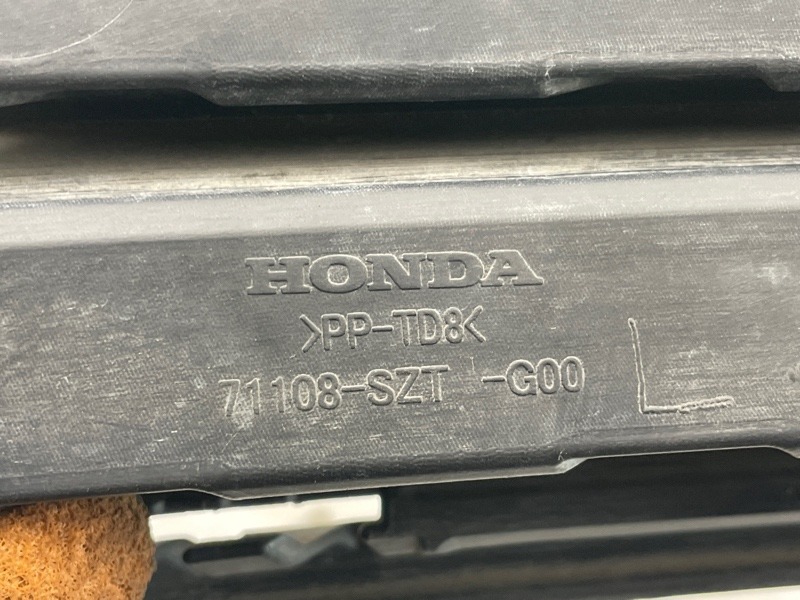 HONDA
>PP-TD8<
71108-SZT -G00
L